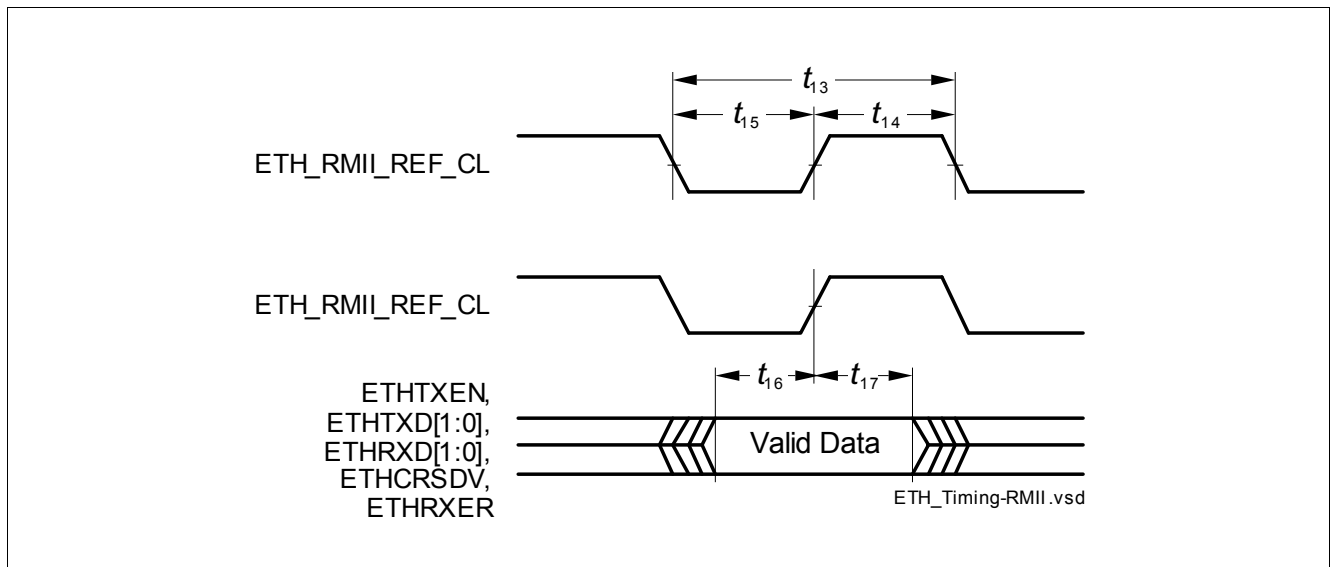 t13
t15
t14
ETH_RMII_REF_CL
ETH_RMII_REF_CL
t16
t17
ETHTXEN,
ETHTXD[1:0],
ETHRXD[1:0],
ETHCRSDV,
ETHRXER
Valid Data
ETH_Timing-RMII.vsd